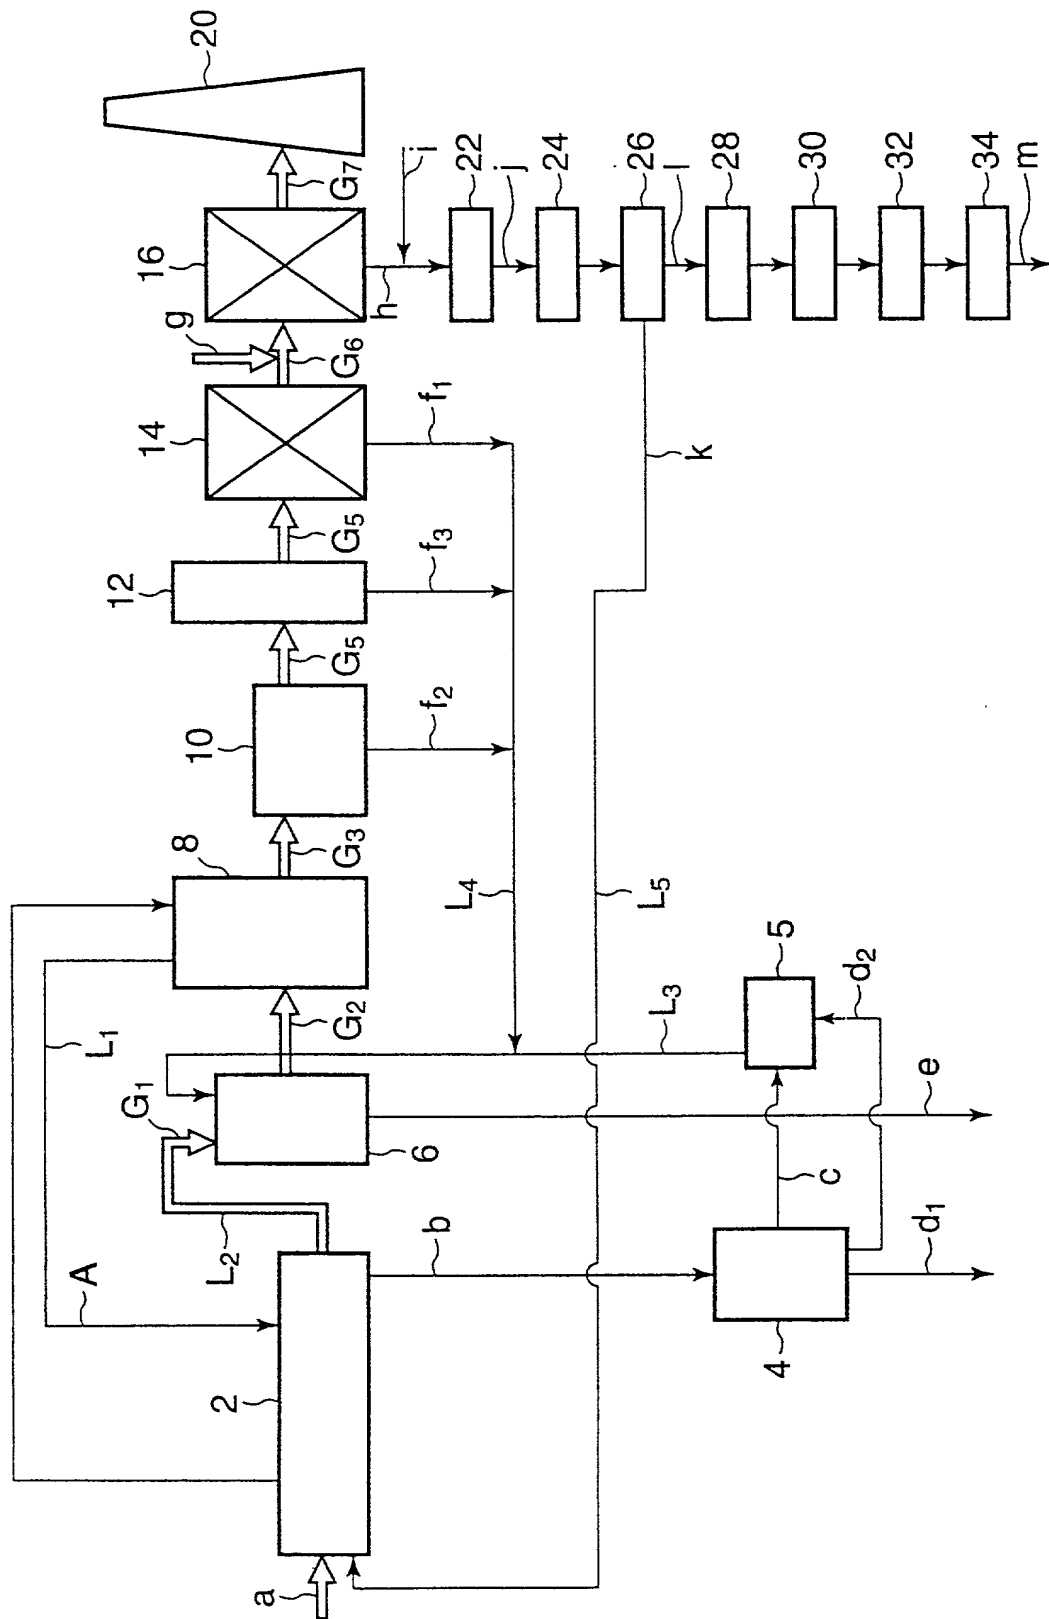 A
L₁
G₁
20
12
14
g
16
L₂
2
10
8
a
G₂
G₃
G₅
G₅
G₆
G₇
6
h
i
b
f₂
f₃
f₁
22
L₄
j
24
L₅
26
L₃
k
l
28
4
5
c
30
d₂
32
d₁
e
34
m